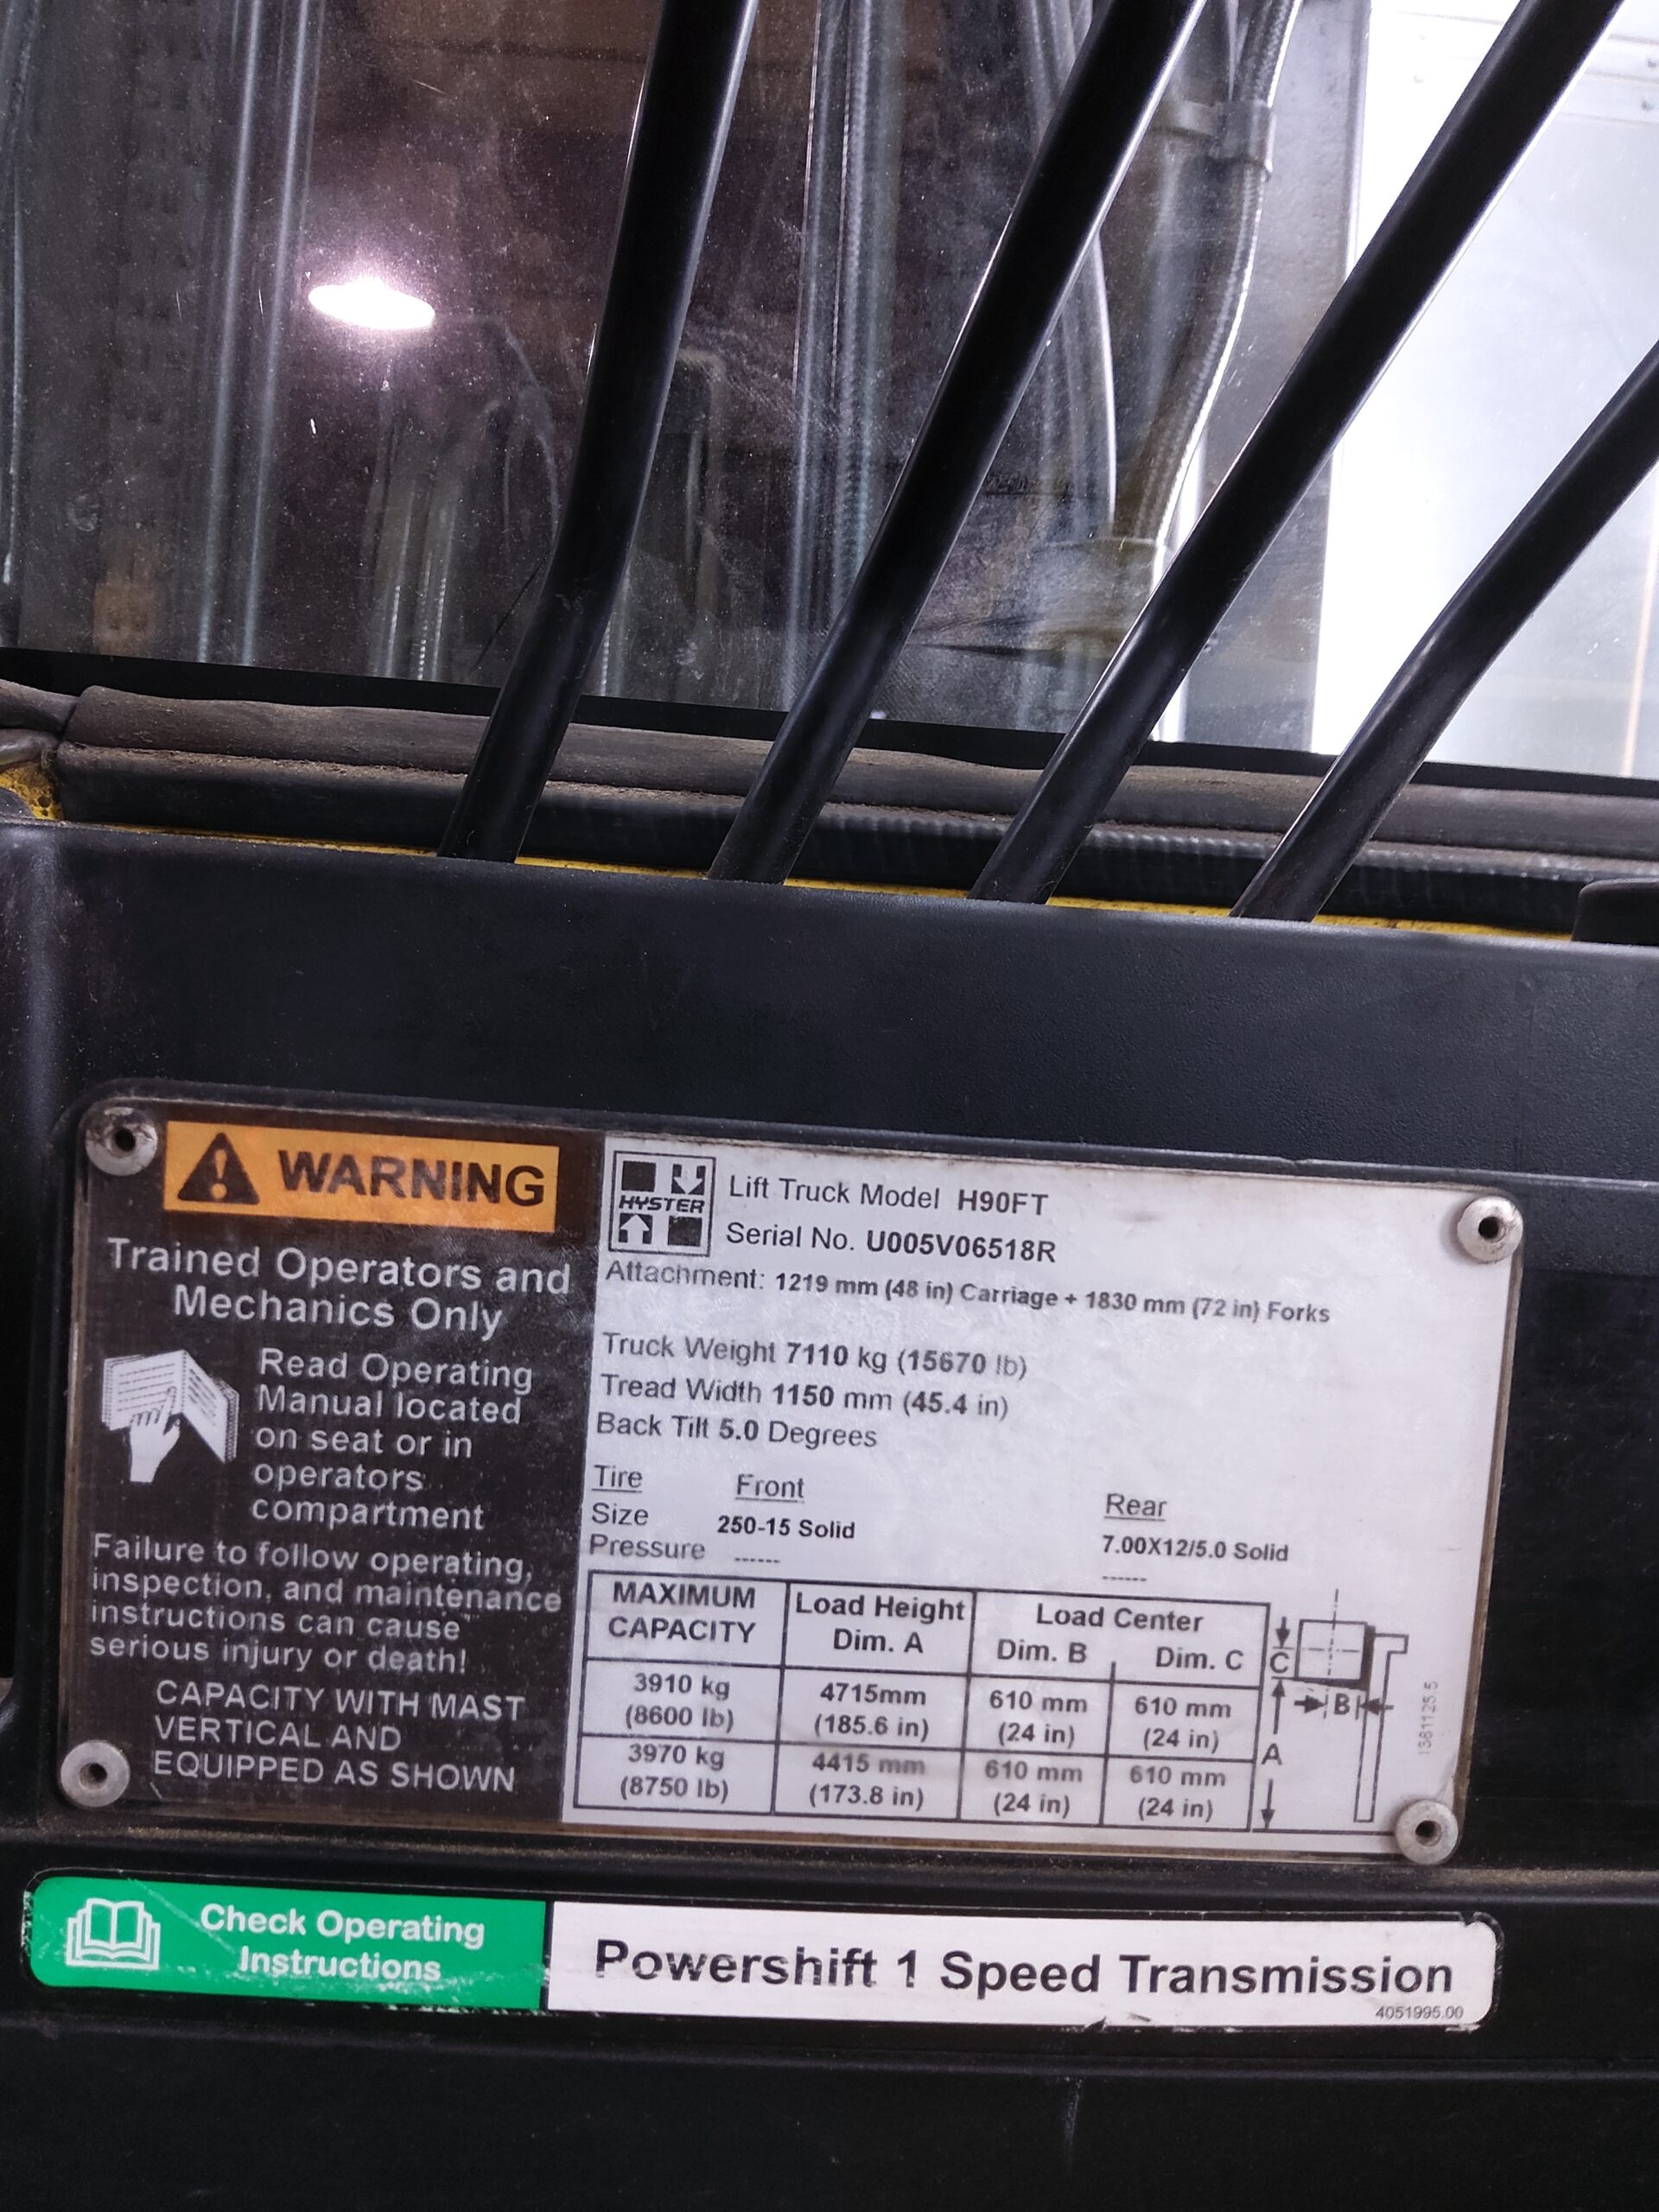 WARNING
Trained Operators and
Mechanics Only
Read Operating
Manual located
on seat or in
operators
compartment
Failure to follow operating,
inspection, and maintenance
instructions can cause
serious injury or death!
CAPACITY WITH MAST
VERTICAL AND
EQUIPPED AS SHOWN
HYSTER
Lift Truck Model H90FT
Serial No. U005V06518R
Attachment: 1219 mm (48 in) Carriage + 1830 mm (72 in) Forks
Truck Weight 7110 kg (15670 lb)
Tread Width 1150 mm (45.4 in)
Back Tilt 5.0 Degrees
Tire Front Rear
Size 250-15 Solid 7.00X12/5.0 Solid
Pressure ------ ------
MAXIMUM CAPACITY Load Height Dim. A Load Center Dim. B Dim. C
3910 kg 4715mm 610 mm 610 mm
(8600 lb) (185.6 in) (24 in) (24 in)
3970 kg 4415 mm 610 mm 610 mm
(8750 lb) (173.8 in) (24 in) (24 in)
C
B
A
Check Operating
Instructions
Powershift 1 Speed Transmission
4051995.00